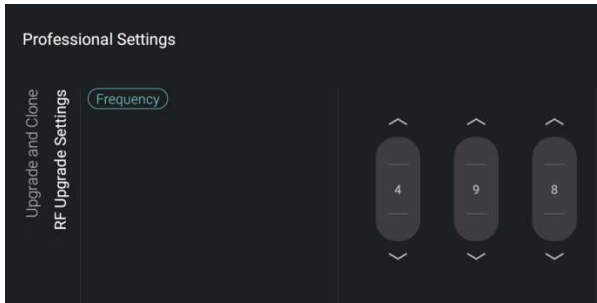 Professional Settings
Upgrade and Clone
RF Upgrade Settings
Frequency
4 9 8